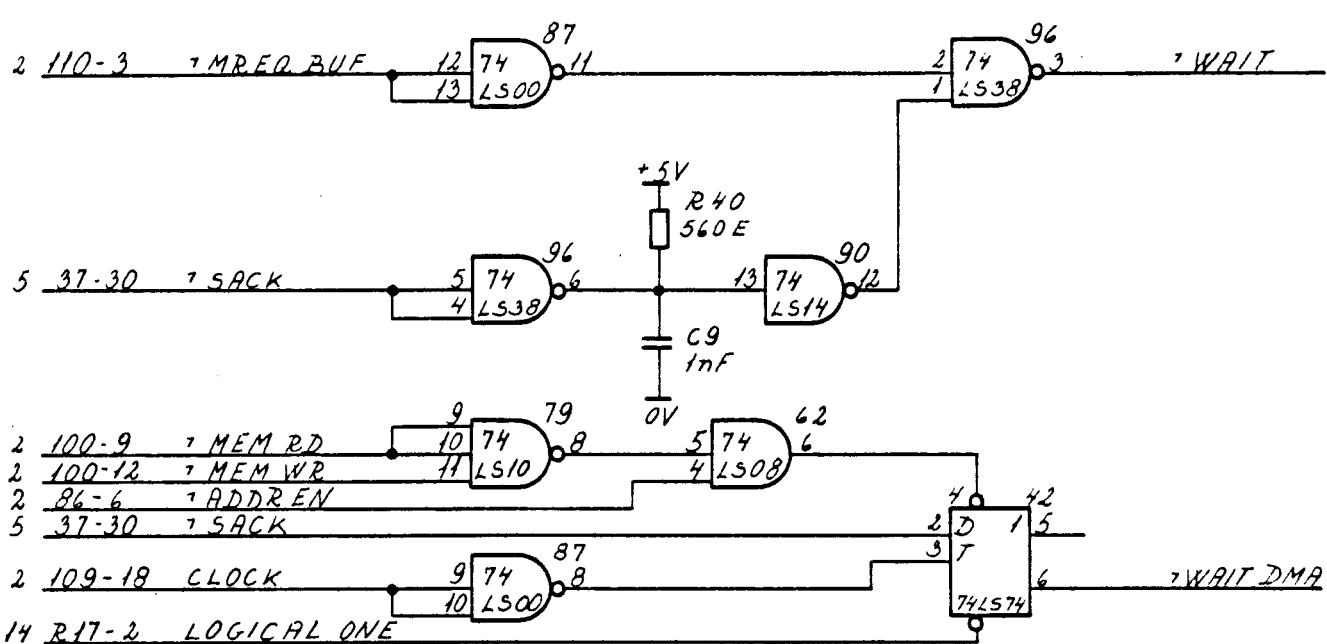 87
96
2 110-3 ¬MREQ BUF 12 74 11 2 74 3 ¬WAIT
13 LS00 1 LS38
+5V
R40
560E
96 90
5 37-30 ¬SACK 5 74 6 13 74 12
4 LS38 LS14
C9
1nF
0V
9 79 62
2 100-9 ¬MEM RD 10 74 8 5 74 6
2 100-12 ¬MEM WR 11 LS10 4 LS08
2 86-6 ¬ADDR EN 4 42
5 37-30 ¬SACK 2 D 1 5
87 3 T
2 109-18 CLOCK 9 74 8 6 ¬WAIT DMA
10 LS00 74LS74
14 R17-2 LOGICAL ONE